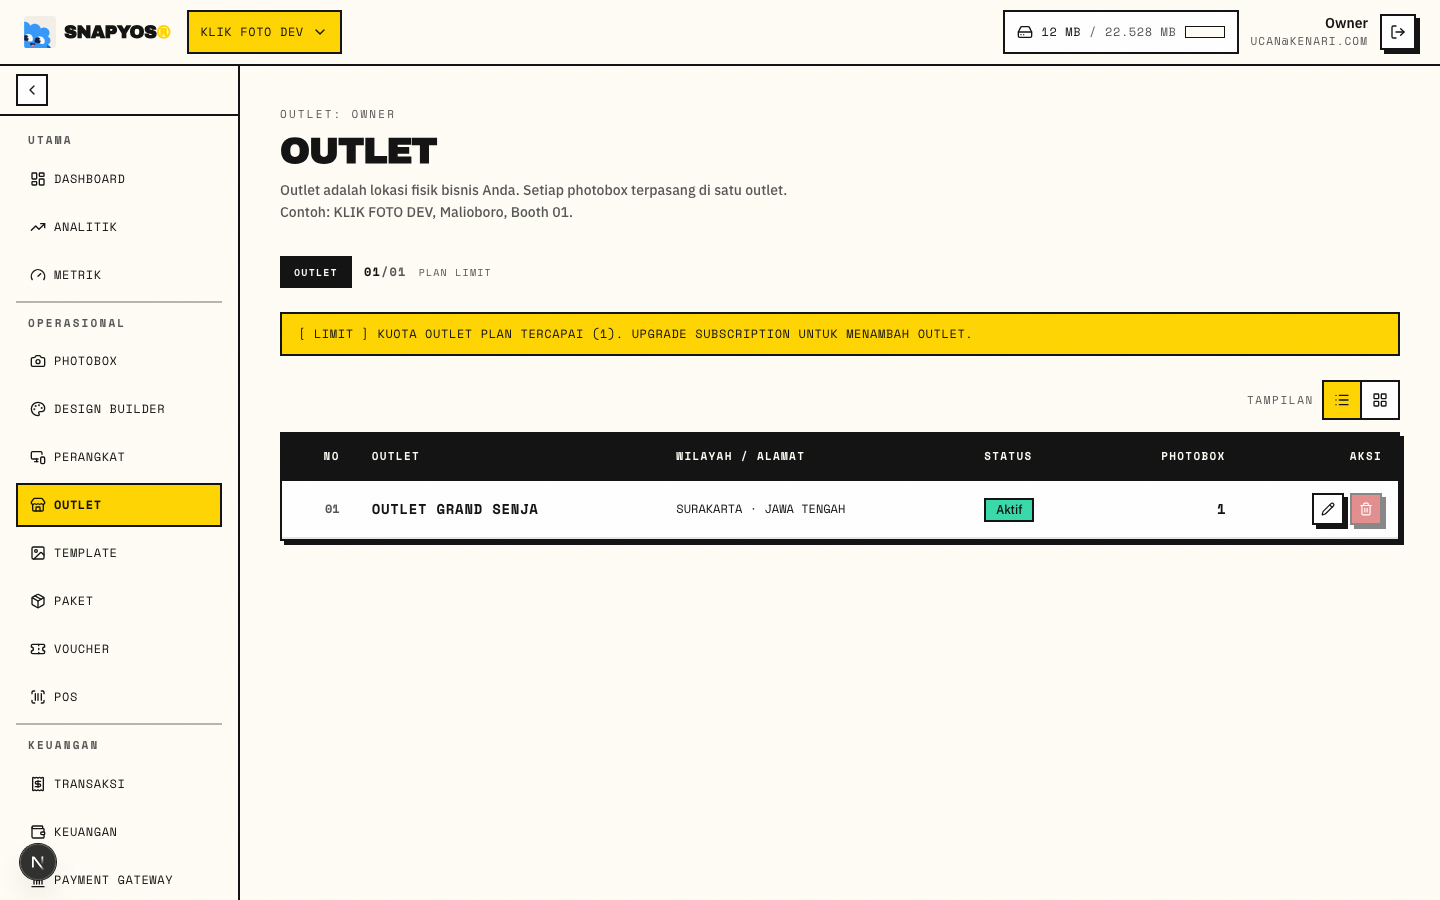 SNAPYOS®
KLIK FOTO DEV
12 MB / 22.528 MB
Owner
UCAN@KENARI.COM
UTAMA
DASHBOARD
ANALITIK
METRIK
OPERASIONAL
PHOTOBOX
DESIGN BUILDER
PERANGKAT
OUTLET
TEMPLATE
PAKET
VOUCHER
POS
KEUANGAN
TRANSAKSI
KEUANGAN
N
PAYMENT GATEWAY
OUTLET: OWNER
OUTLET
Outlet adalah lokasi fisik bisnis Anda. Setiap photobox terpasang di satu outlet.
Contoh: KLIK FOTO DEV, Malioboro, Booth 01.
OUTLET 01/01 PLAN LIMIT
[ LIMIT ] KUOTA OUTLET PLAN TERCAPAI (1). UPGRADE SUBSCRIPTION UNTUK MENAMBAH OUTLET.
TAMPILAN
NO OUTLET WILAYAH / ALAMAT STATUS PHOTOBOX AKSI
01 OUTLET GRAND SENJA SURAKARTA · JAWA TENGAH Aktif 1